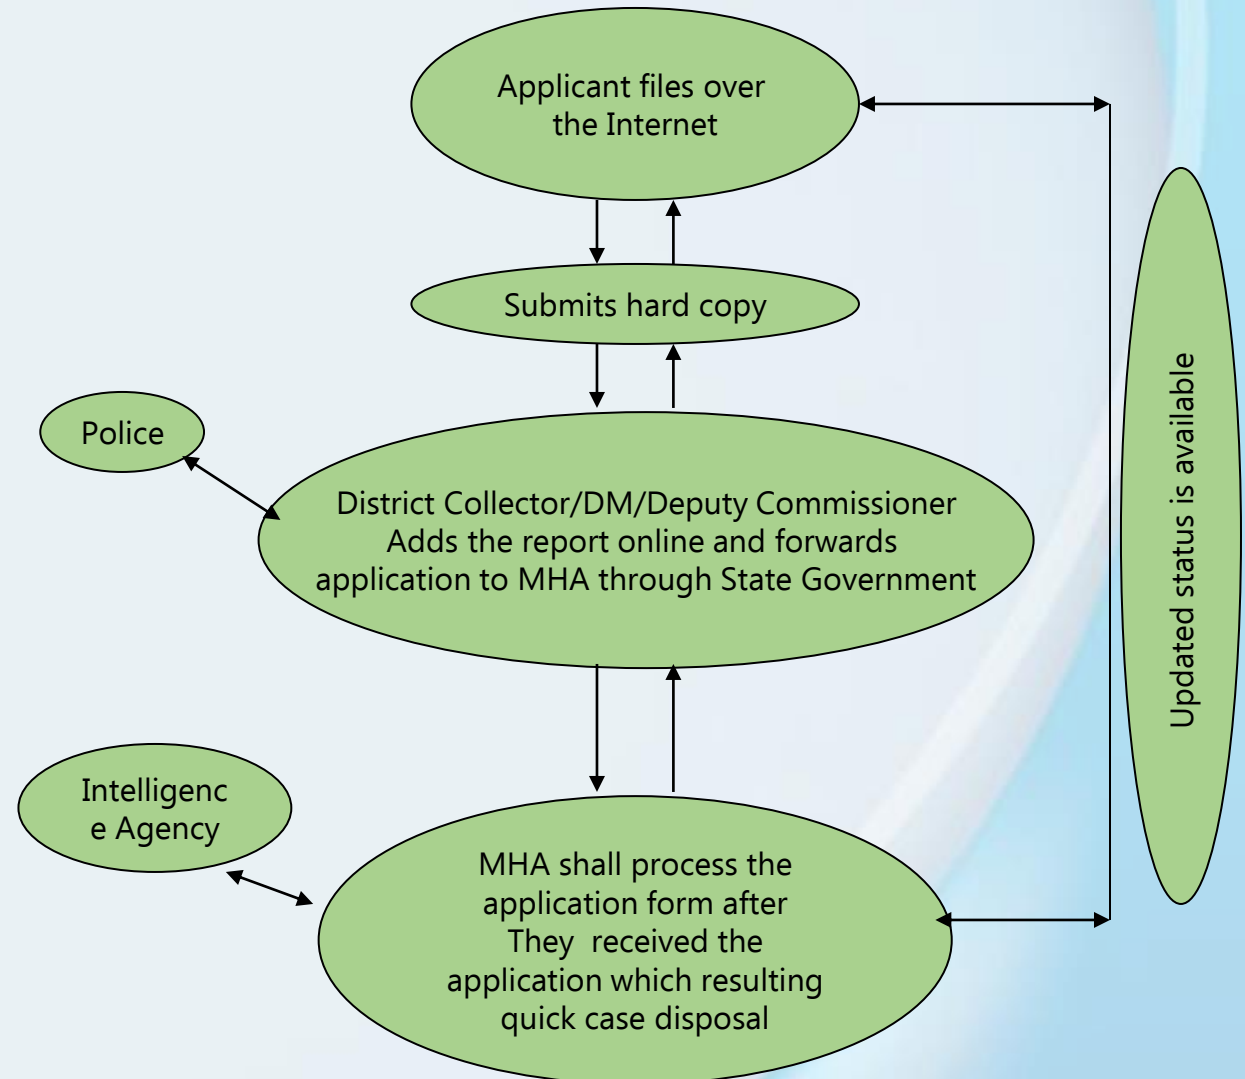 Applicant files over
the Internet
Submits hard copy
Police
District Collector/DM/Deputy Commissioner
Adds the report online and forwards
application to MHA through State Government
Updated status is available
Intelligenc
e Agency
MHA shall process the
application form after
They  received the
application which resulting
quick case disposal